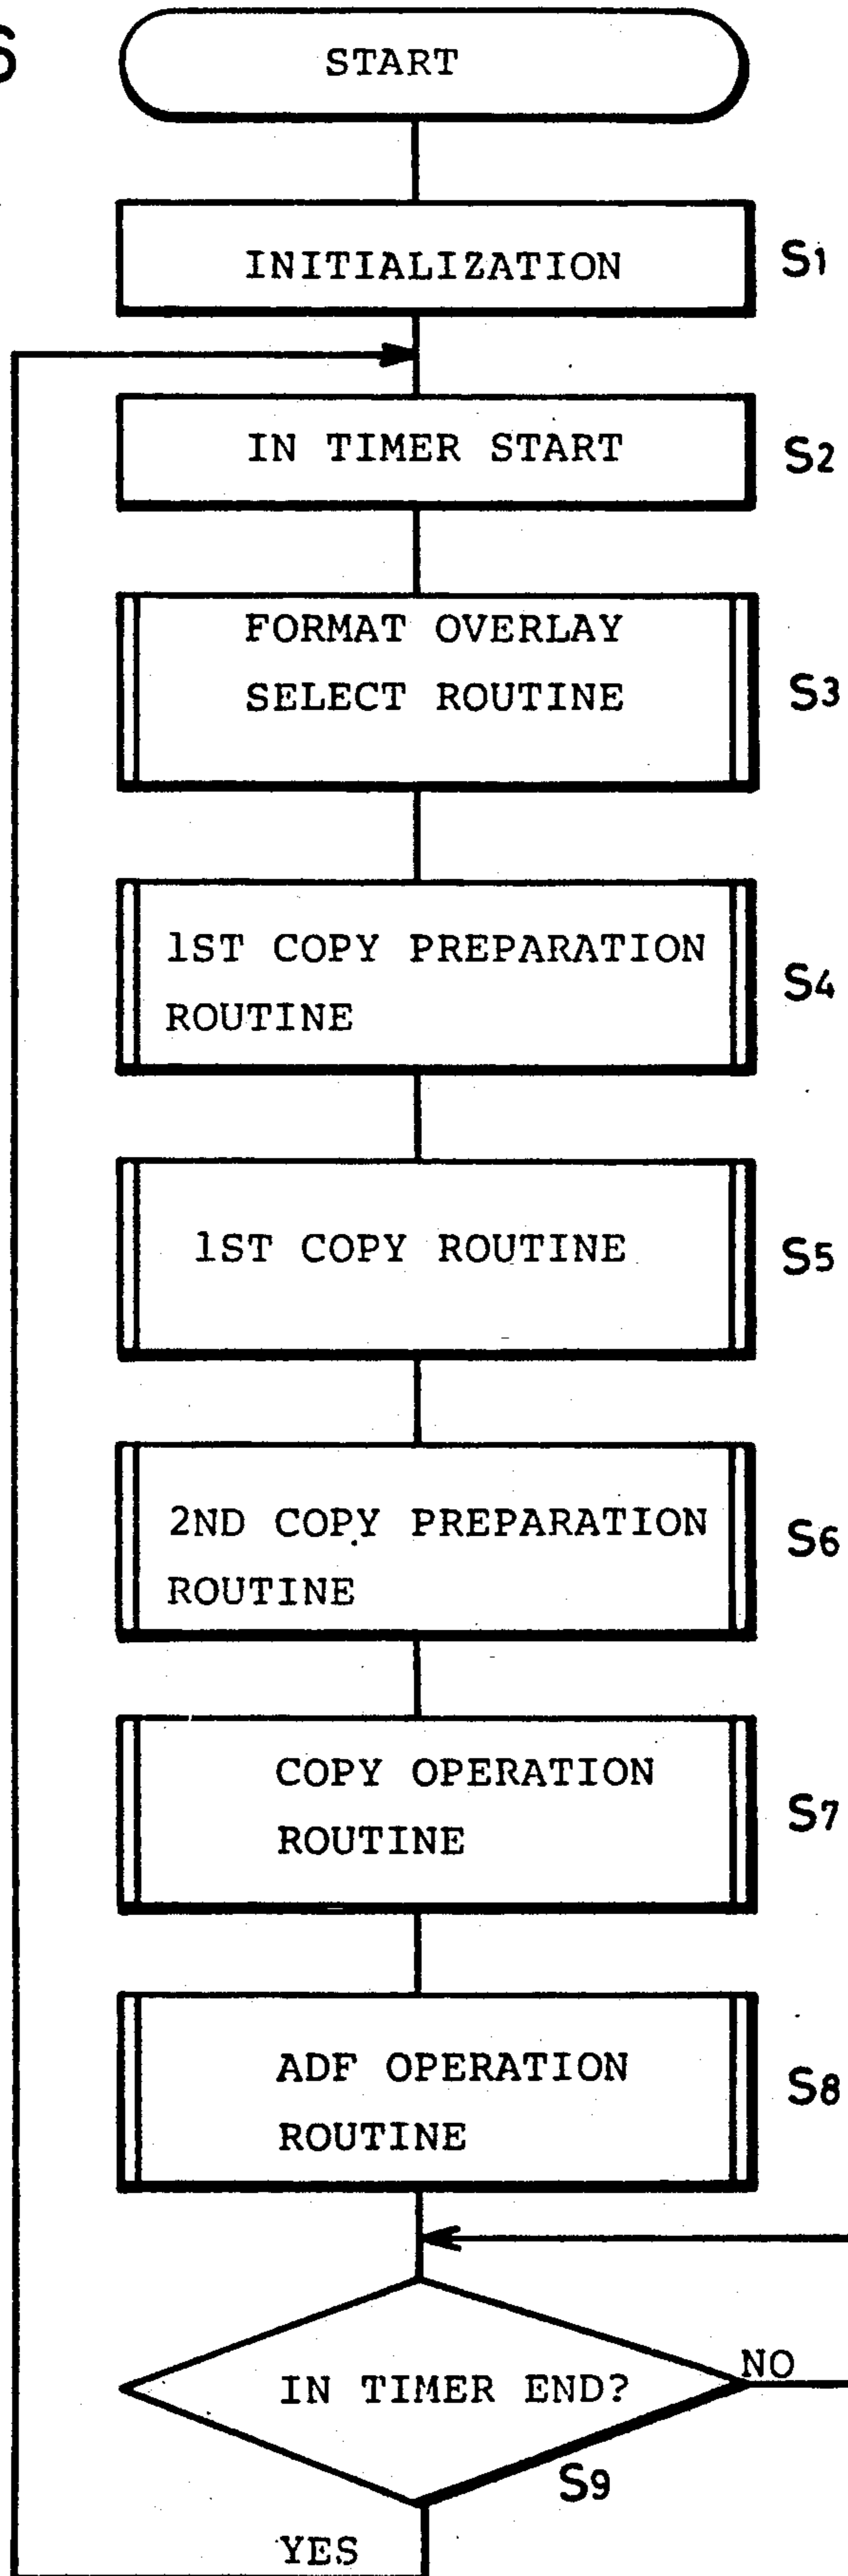 START
INITIALIZATION
S1
IN TIMER START
S2
FORMAT OVERLAY
SELECT ROUTINE
S3
1ST COPY PREPARATION
ROUTINE
S4
1ST COPY ROUTINE
S5
2ND COPY PREPARATION
ROUTINE
S6
COPY OPERATION
ROUTINE
S7
ADF OPERATION
ROUTINE
S8
IN TIMER END?
NO
S9
YES